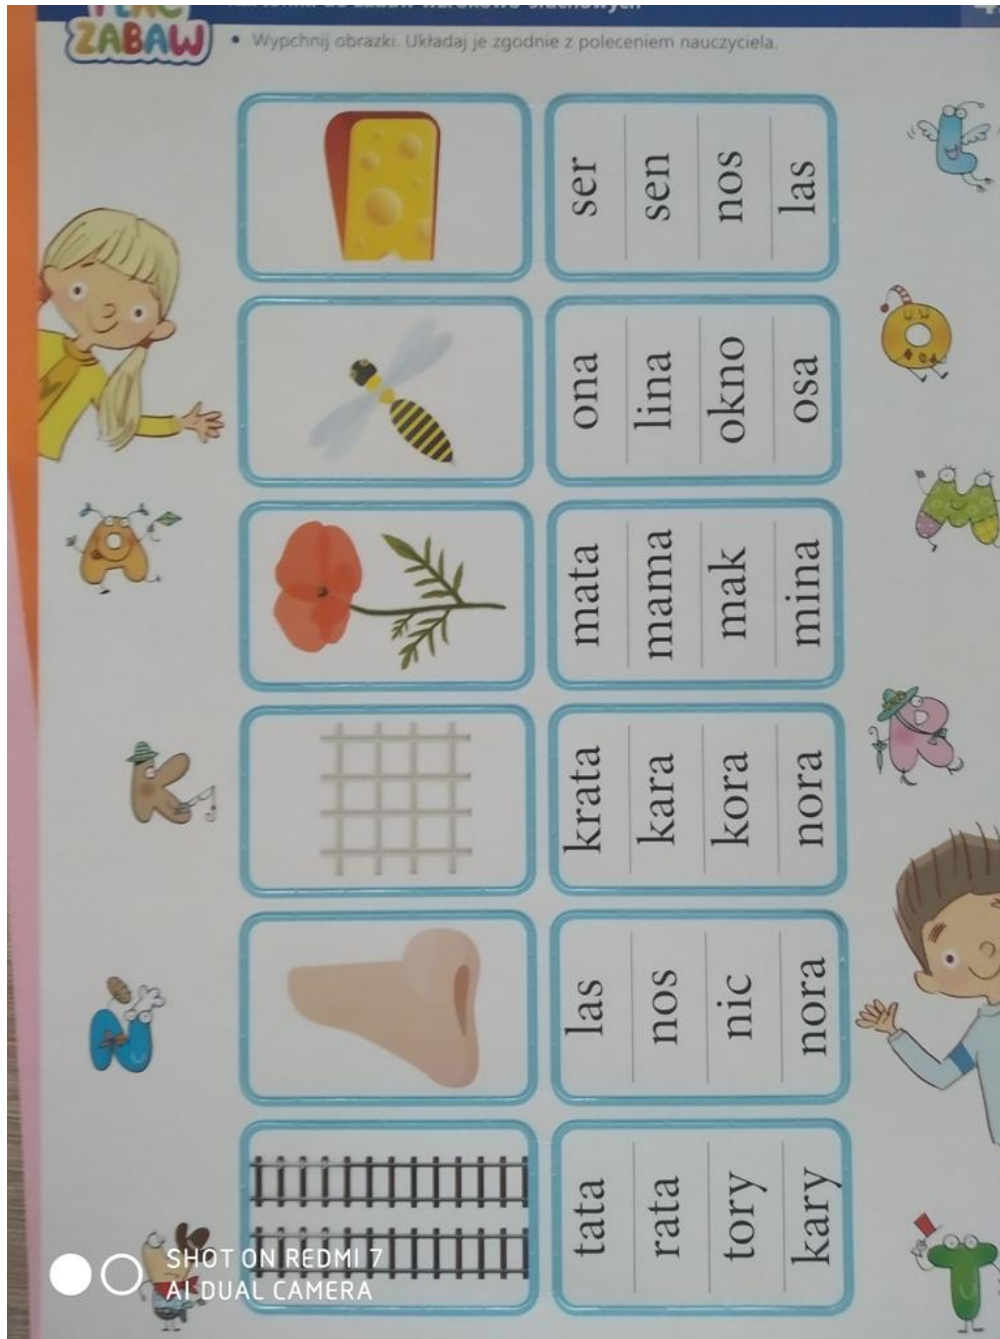 PLAC
ZABAW
• Wypchnij obrazki. Układaj je zgodnie z poleceniem nauczyciela.
ser
sen
nos
las
ona
lina
okno
osa
mata
mama
mak
mina
krata
kara
kora
nora
las
nos
nic
nora
tata
rata
tory
kary
SHOT ON REDMI 7
AI DUAL CAMERA